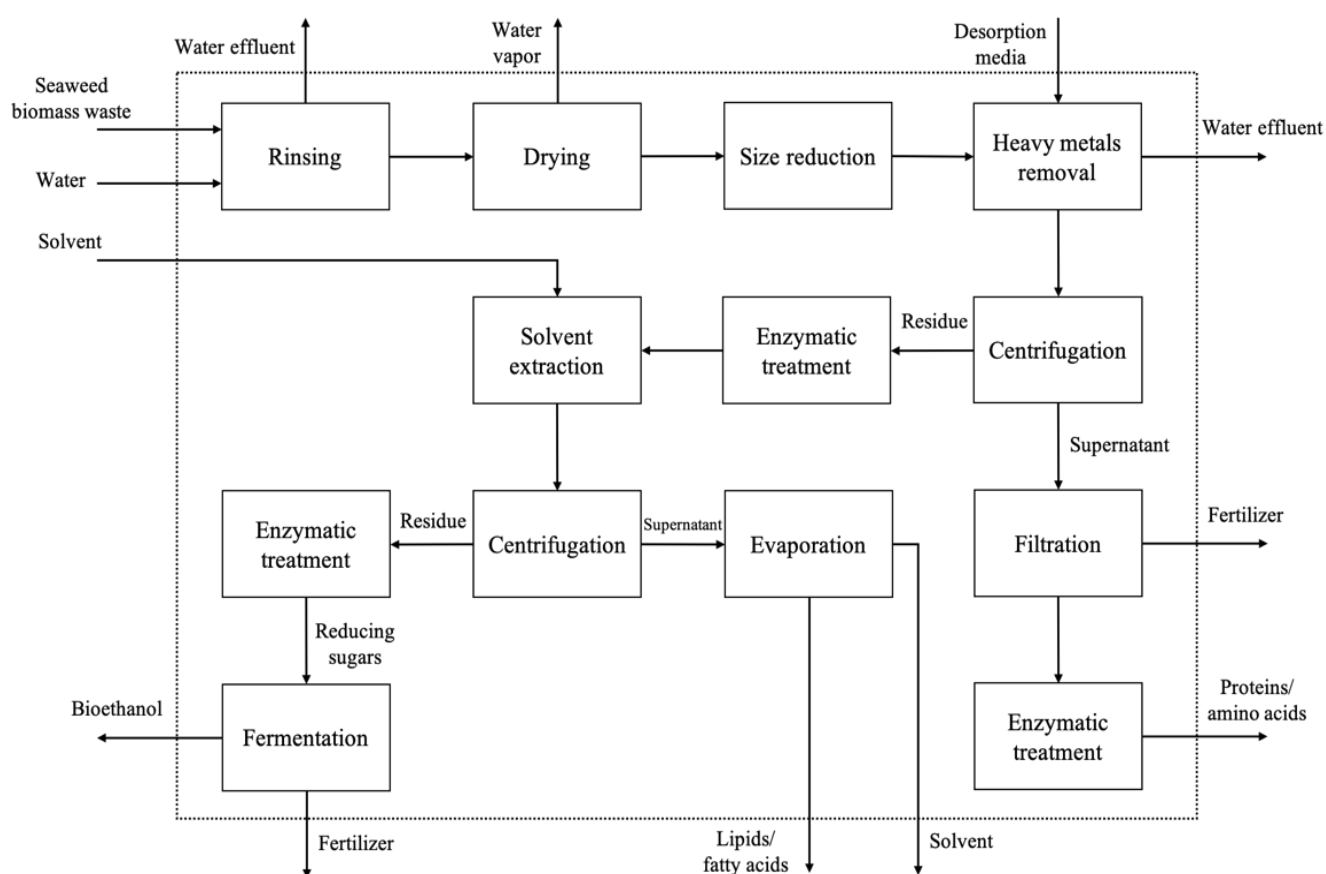 Water effluent
Water
vapor
Desorption
media
Seaweed
biomass waste
Water
Rinsing
Drying
Size reduction
Heavy metals
removal
Water effluent
Solvent
Solvent
extraction
Enzymatic
treatment
Residue
Centrifugation
Supernatant
Enzymatic
treatment
Residue
Centrifugation
Supernatant
Evaporation
Filtration
Fertilizer
Reducing
sugars
Bioethanol
Fermentation
Enzymatic
treatment
Proteins/
amino acids
Fertilizer
Lipids/
fatty acids
Solvent